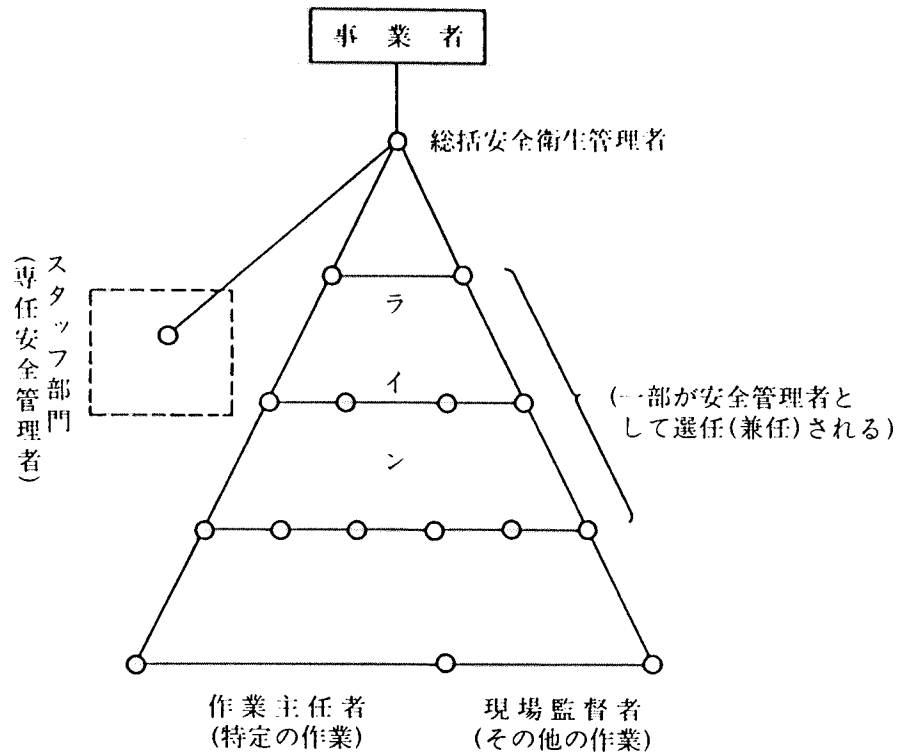 事業者
総括安全衛生管理者
スタッフ部門
(専任安全管理者)
ライン
(一部が安全管理者と
して選任(兼任)される)
作業主任者
(特定の作業)
現場監督者
(その他の作業)